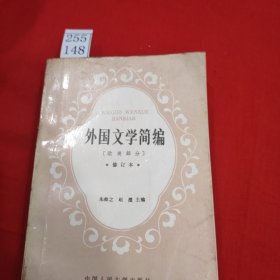 255
148
WAIGUO WENXUE
JIANBIAN
外国文学简编
〔欧美部分〕
•修订本•
朱维之 赵澧 主编
中国人民大学出版社